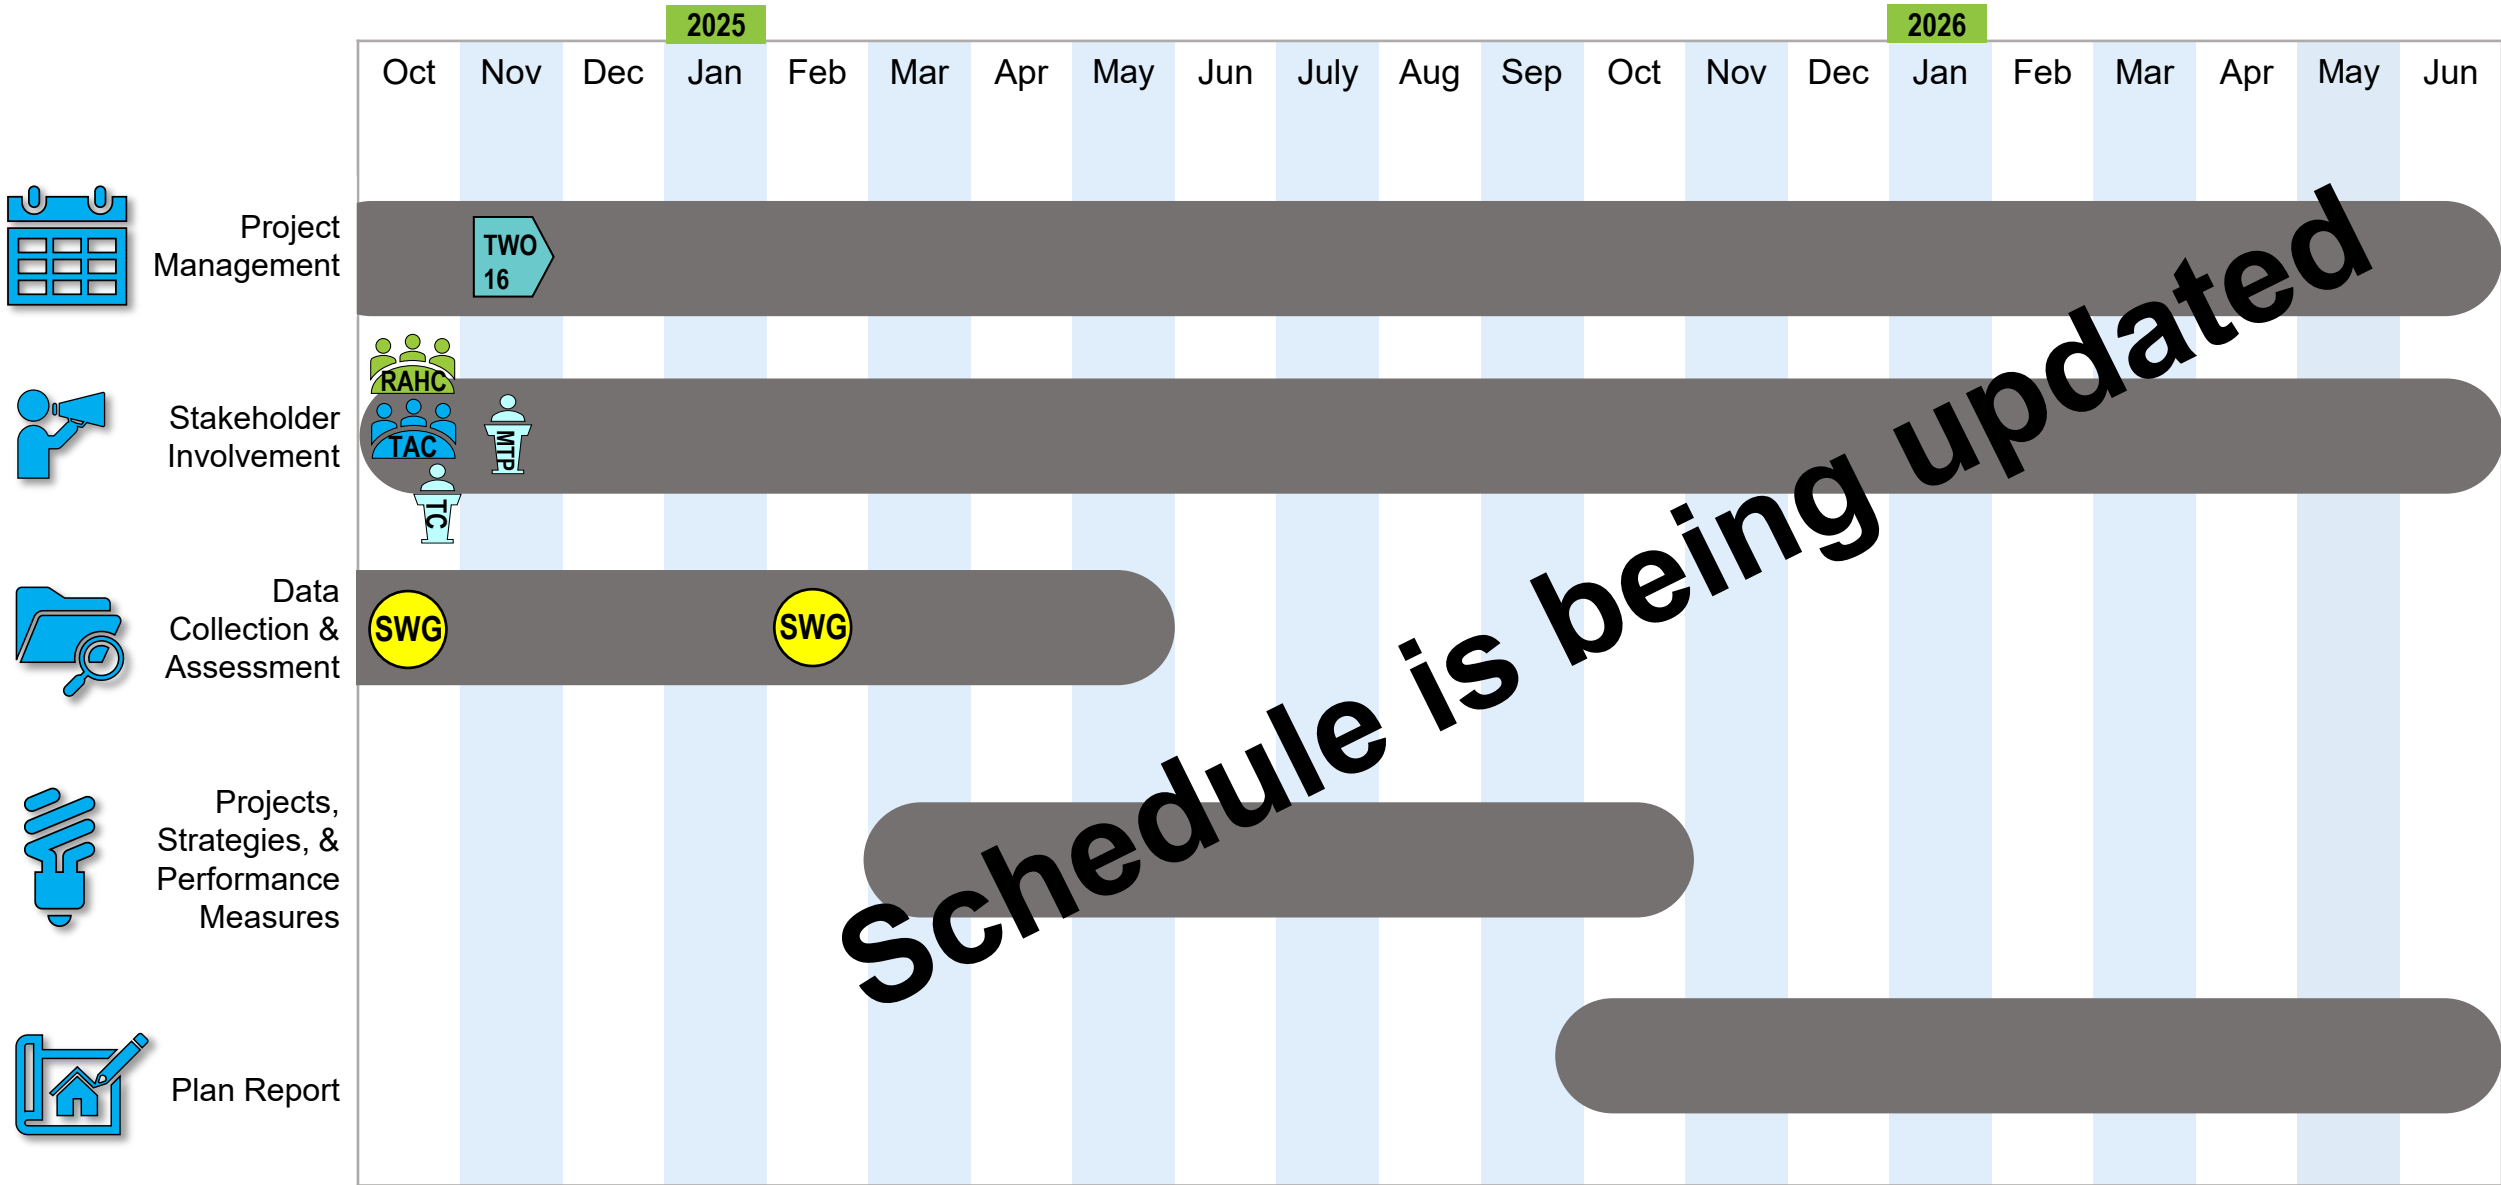 2025 2026
Oct Nov Dec Jan Feb Mar Apr May Jun July Aug Sep Oct Nov Dec Jan Feb Mar Apr May Jun
Project
Management
TWO
16
RAHC
Stakeholder
Involvement
TAC
MTP
TC
Data
Collection &
Assessment
SWG
SWG
Projects,
Strategies, &
Performance
Measures
Plan Report
Schedule is being updated